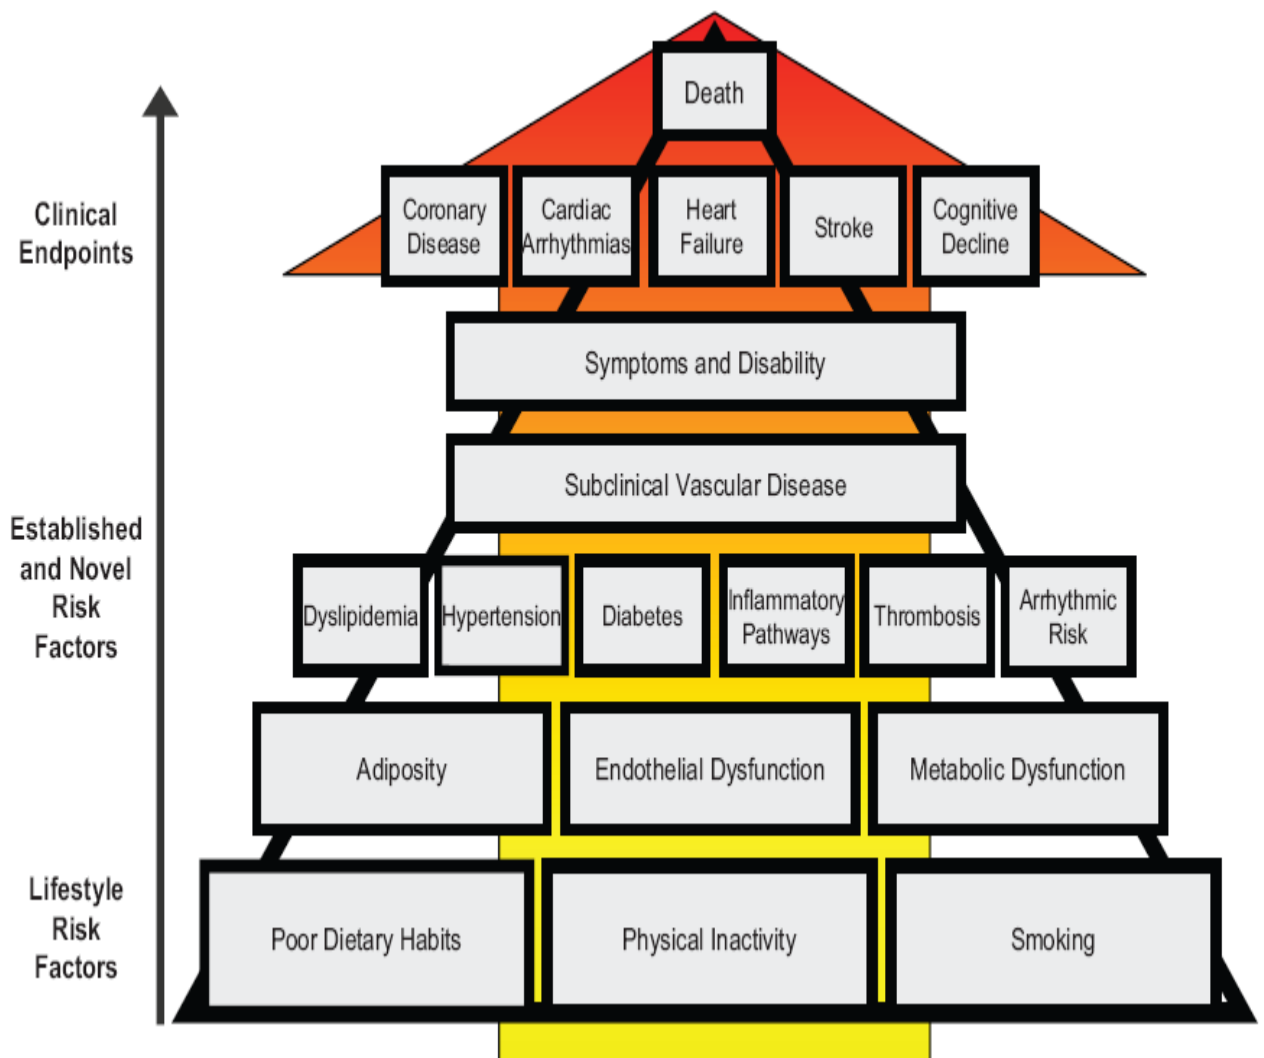 Death
Clinical
Endpoints
Coronary
Disease
Cardiac
Arrhythmias
Heart
Failure
Stroke
Cognitive
Decline
Symptoms and Disability
Subclinical Vascular Disease
Established
and Novel
Risk
Factors
Dyslipidemia
Hypertension
Diabetes
Inflammatory
Pathways
Thrombosis
Arrhythmic
Risk
Adiposity
Endothelial Dysfunction
Metabolic Dysfunction
Lifestyle
Risk
Factors
Poor Dietary Habits
Physical Inactivity
Smoking